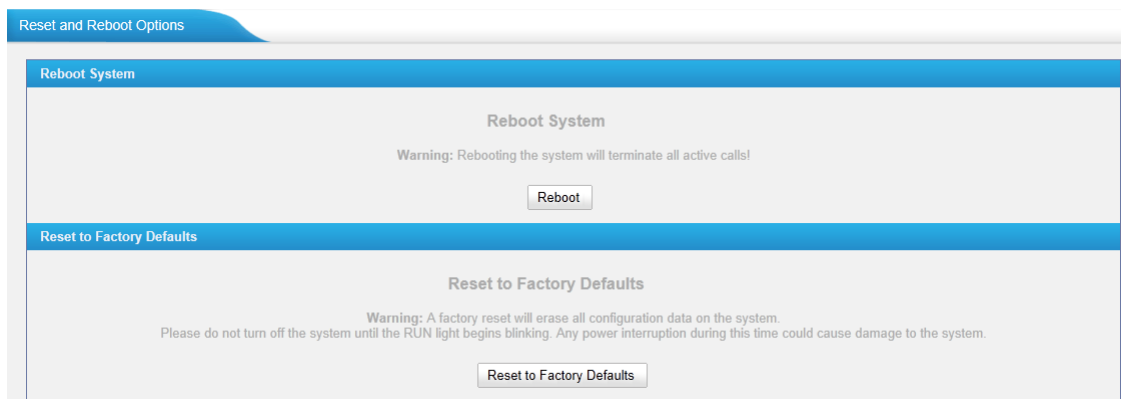 Reset and Reboot Options
Reboot System
Reboot System
Warning: Rebooting the system will terminate all active calls!
Reboot
Reset to Factory Defaults
Reset to Factory Defaults
Warning: A factory reset will erase all configuration data on the system.
Please do not turn off the system until the RUN light begins blinking. Any power interruption during this time could cause damage to the system.
Reset to Factory Defaults